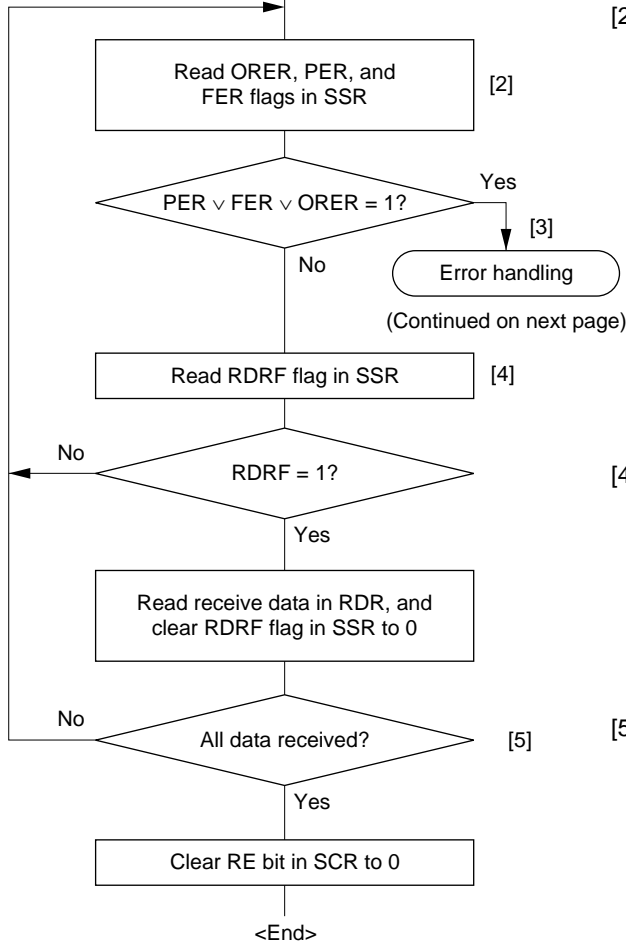 [2
Read ORER, PER, and
FER flags in SSR
[2]
PER ∨ FER ∨ ORER = 1?
Yes
[3]
No
Error handling
(Continued on next page)
Read RDRF flag in SSR
[4]
No
RDRF = 1?
[4
Yes
Read receive data in RDR, and
clear RDRF flag in SSR to 0
No
All data received?
[5]
[5
Yes
Clear RE bit in SCR to 0
<End>